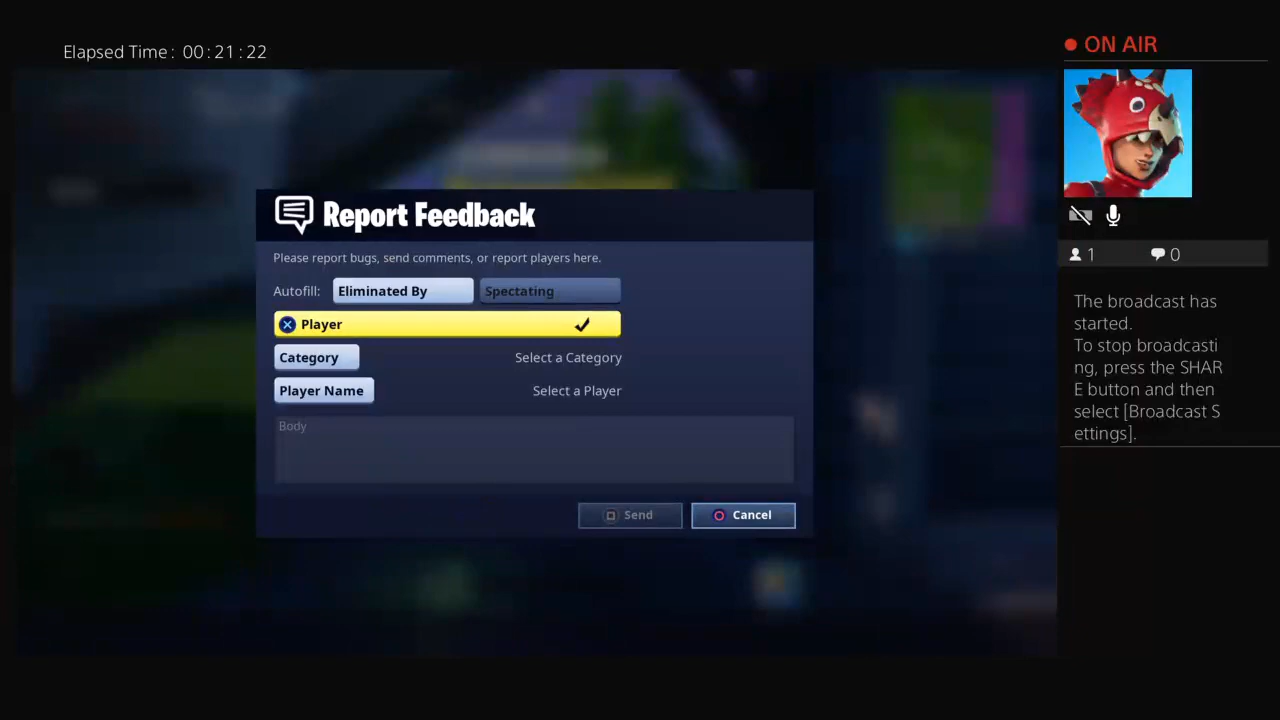 Elapsed Time: 00:21:22
ON AIR
Report Feedback
Please report bugs, send comments, or report players here.
Autofill: Eliminated By Spectating
Player
Category Select a Category
Player Name Select a Player
Body
Send Cancel
1 0
The broadcast has
started.
To stop broadcasti
ng, press the SHAR
E button and then
select [Broadcast S
ettings].